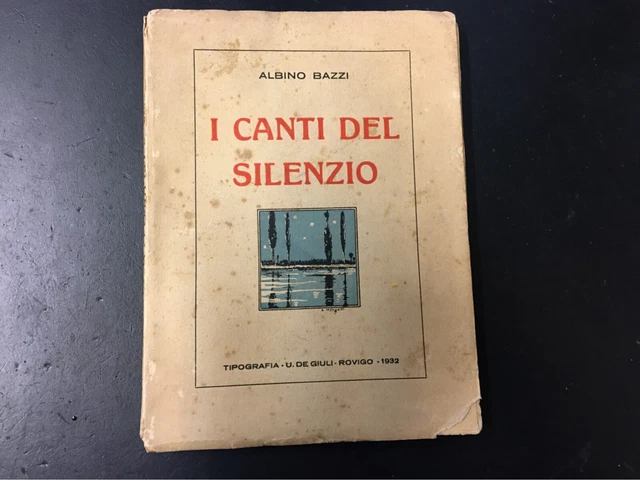 ALBINO BAZZI
I CANTI DEL
SILENZIO
TIPOGRAFIA - U. DE GIULI - ROVIGO - 1932